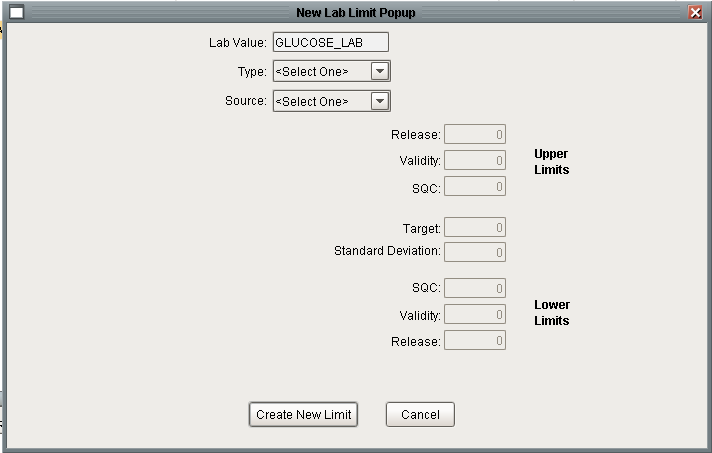 New Lab Limit Popup
Lab Value: GLUCOSE_LAB
Type: <Select One>
Source: <Select One>
Release: 0
Validity: 0
SQC: 0
Upper
Limits
Target: 0
Standard Deviation: 0
SQC: 0
Validity: 0
Release: 0
Lower
Limits
Create New Limit Cancel